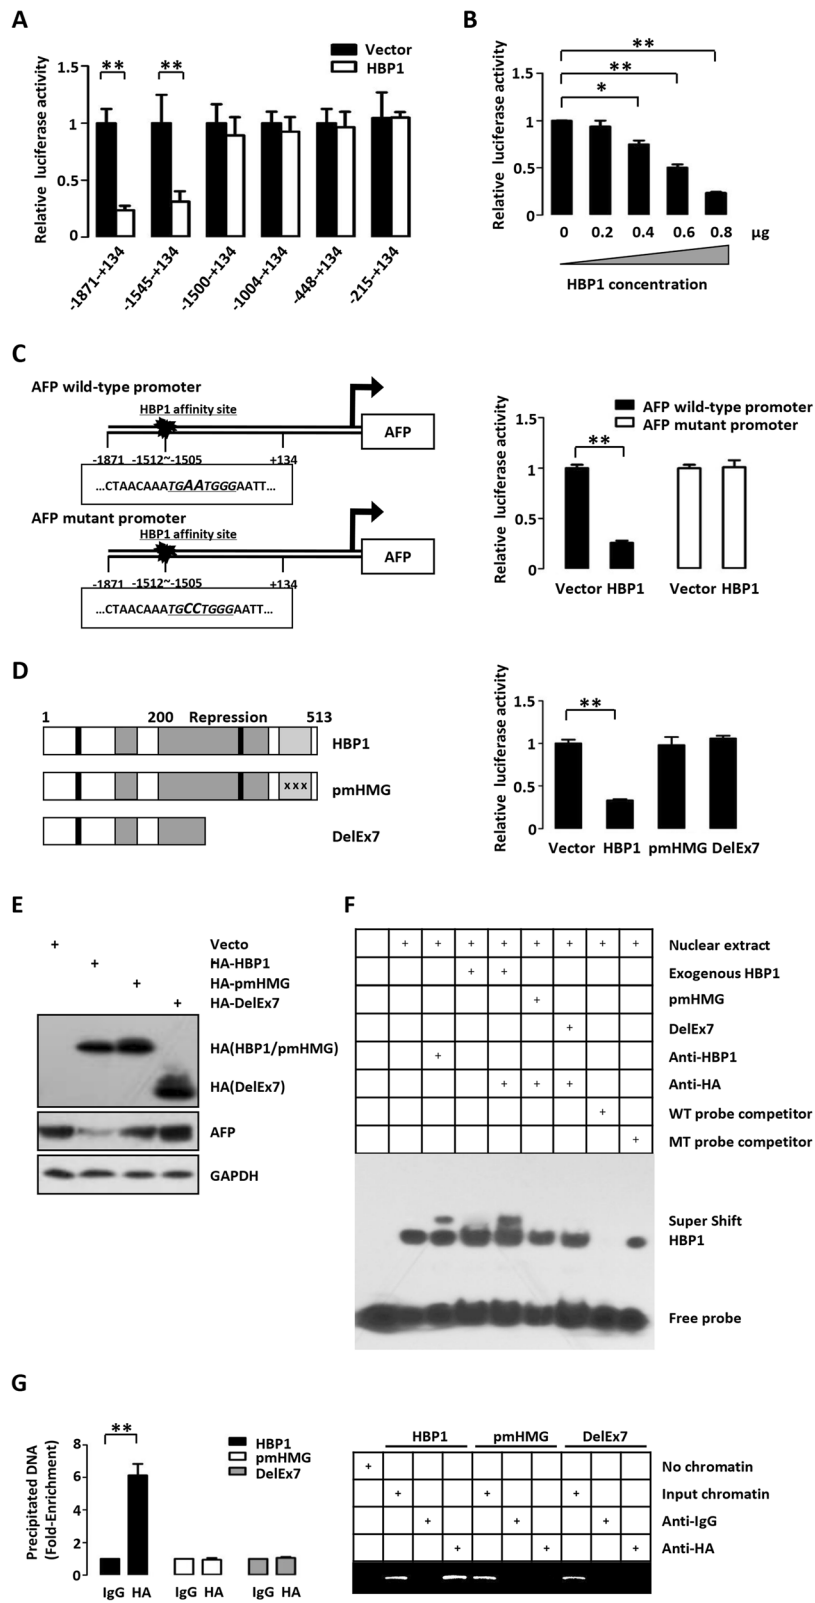 A
Vector
HBP1
** **
Relative luciferase activity
1.5
1
0.5
0
-1871-+134
-1545-+134
-1500-+134
-1004-+134
-448-+134
-215-+134
B
**
**
*
Relative luciferase activity
1.5
1
0.5
0
0 0.2 0.4 0.6 0.8 μg
HBP1 concentration
C
AFP wild-type promoter
HBP1 affinity site
AFP
-1871 -1512~-1505 +134
...CTAACAAATGAATGGGAATT...
AFP mutant promoter
HBP1 affinity site
AFP
-1871 -1512~-1505 +134
...CTAACAAATGCCTGGGAATT...
AFP wild-type promoter
AFP mutant promoter
**
Relative luciferase activity
1.5
1
0.5
0
Vector HBP1 Vector HBP1
D
1 200 Repression 513
HBP1
xxx pmHMG
DelEx7
**
Relative luciferase activity
1.5
1
0.5
0
Vector HBP1 pmHMG DelEx7
E
+ Vecto
+ HA-HBP1
+ HA-pmHMG
+ HA-DelEx7
HA(HBP1/pmHMG)
HA(DelEx7)
AFP
GAPDH
F
+ + + + + + + + Nuclear extract
+ + Exogenous HBP1
+ pmHMG
+ DelEx7
+ Anti-HBP1
+ + + Anti-HA
+ WT probe competitor
+ MT probe competitor
Super Shift
HBP1
Free probe
G
**
HBP1
pmHMG
DelEx7
Precipitated DNA
(Fold-Enrichment)
8
6
4
2
0
IgG HA IgG HA IgG HA
HBP1 pmHMG DelEx7
+ No chromatin
+ + + Input chromatin
+ + + Anti-IgG
+ + + Anti-HA